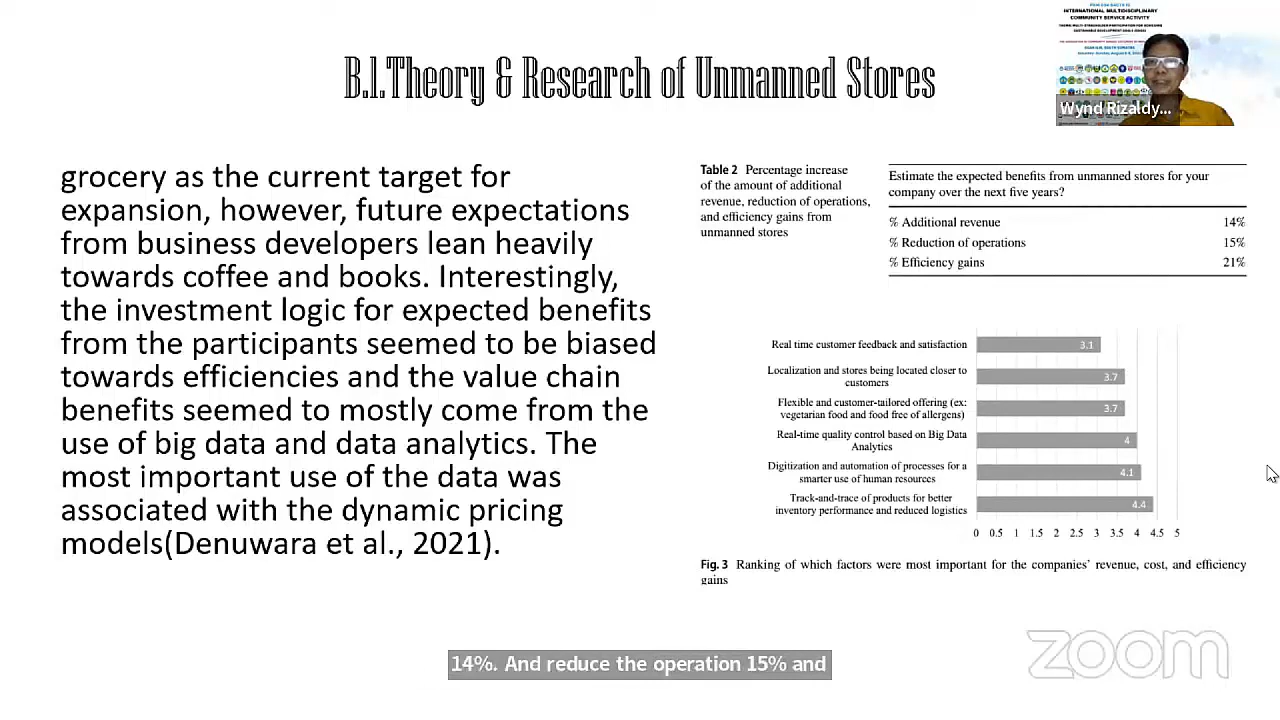 B.1.Theory & Research of Unmanned Stores
INTERNATIONAL MULTIDISCIPLINARY
COMMUNITY SERVICE ACTIVITY
Wynd Rizaldy...
grocery as the current target for
expansion, however, future expectations
from business developers lean heavily
towards coffee and books. Interestingly,
the investment logic for expected benefits
from the participants seemed to be biased
towards efficiencies and the value chain
benefits seemed to mostly come from the
use of big data and data analytics. The
most important use of the data was
associated with the dynamic pricing
models(Denuwara et al., 2021).
Table 2 Percentage increase
of the amount of additional
revenue, reduction of operations,
and efficiency gains from
unmanned stores
Estimate the expected benefits from unmanned stores for your
company over the next five years?
% Additional revenue 14%
% Reduction of operations 15%
% Efficiency gains 21%
Real time customer feedback and satisfaction 3.1
Localization and stores being located closer to
customers 3.7
Flexible and customer-tailored offering (ex:
vegetarian food and food free of allergens) 3.7
Real-time quality control based on Big Data
Analytics 4
Digitization and automation of processes for a
smarter use of human resources 4.1
Track-and-trace of products for better
inventory performance and reduced logistics 4.4
0 0.5 1 1.5 2 2.5 3 3.5 4 4.5 5
Fig. 3 Ranking of which factors were most important for the companies' revenue, cost, and efficiency
gains
14%. And reduce the operation 15% and
zoom